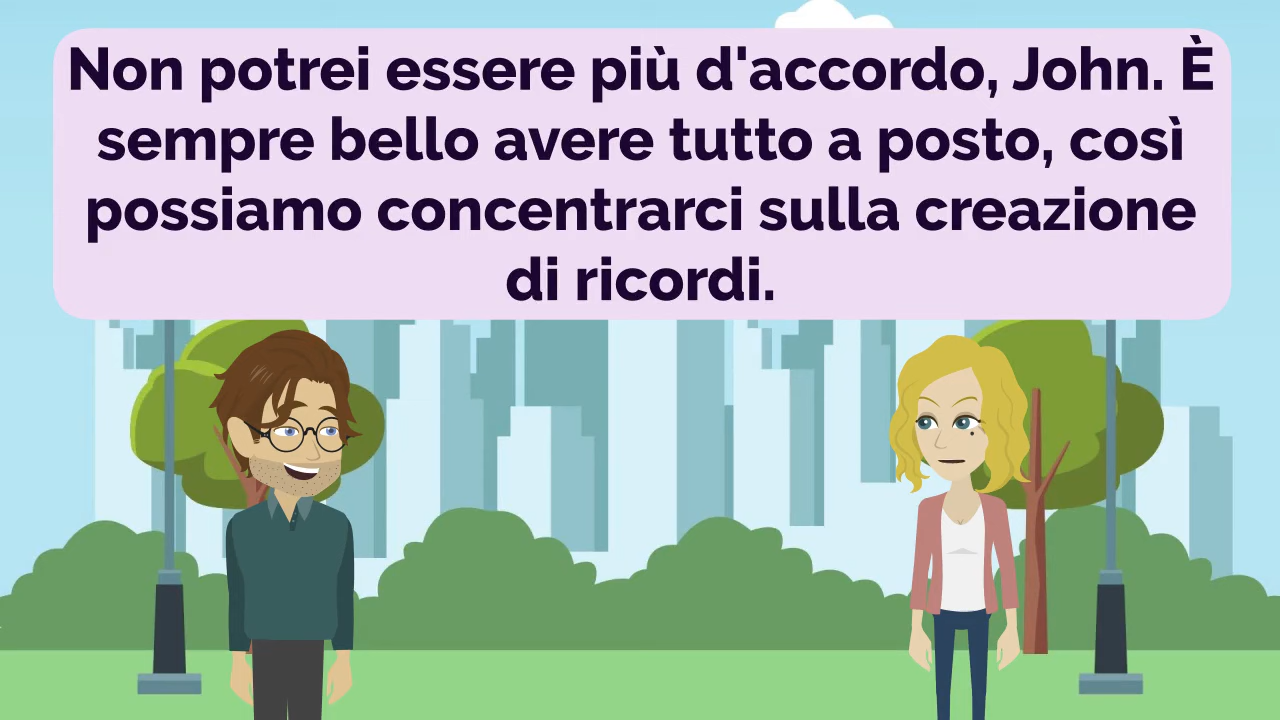 Non potrei essere più d'accordo, John. È
sempre bello avere tutto a posto, così
possiamo concentrarci sulla creazione
di ricordi.